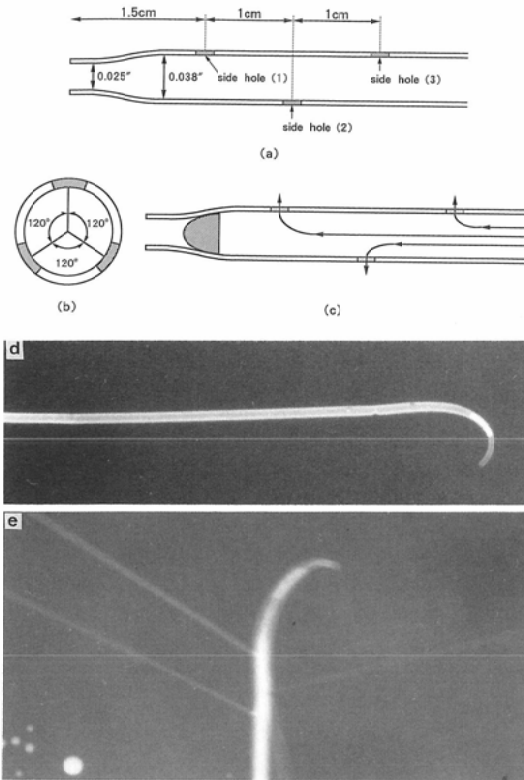 1.5cm 1cm 1cm
0.025" 0.038" side hole (1) side hole (3)
side hole (2)
(a)
120° 120°
120°
(b) (c)
d
e